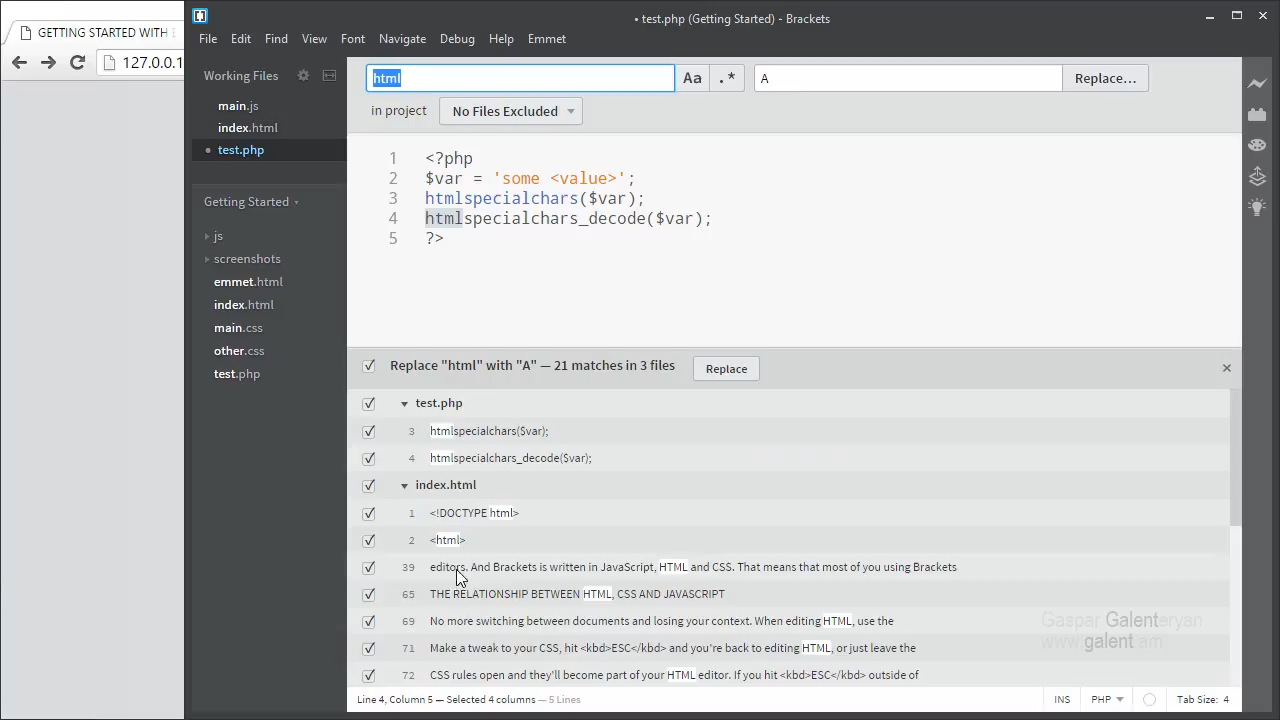 GETTING STARTED WITH
127.0.0.1
• test.php (Getting Started) - Brackets
File Edit Find View Font Navigate Debug Help Emmet
Working Files
main.js
index.html
• test.php
Getting Started
js
screenshots
emmet.html
index.html
main.css
other.css
test.php
html Aa .* A Replace…
in project No Files Excluded
1 <?php
2 $var = 'some <value>';
3 htmlspecialchars($var);
4 htmlspecialchars_decode($var);
5 ?>
Replace "html" with "A" — 21 matches in 3 files Replace ×
test.php
3 htmlspecialchars($var);
4 htmlspecialchars_decode($var);
index.html
1 <!DOCTYPE html>
2 <html>
39 editors. And Brackets is written in JavaScript, HTML and CSS. That means that most of you using Brackets
65 THE RELATIONSHIP BETWEEN HTML, CSS AND JAVASCRIPT
69 No more switching between documents and losing your context. When editing HTML, use the
71 Make a tweak to your CSS, hit <kbd>ESC</kbd> and you're back to editing HTML, or just leave the
72 CSS rules open and they'll become part of your HTML editor. If you hit <kbd>ESC</kbd> outside of
Gaspar Galenteryan
www.galent.am
Line 4, Column 5 — Selected 4 columns — 5 Lines INS PHP Tab Size: 4